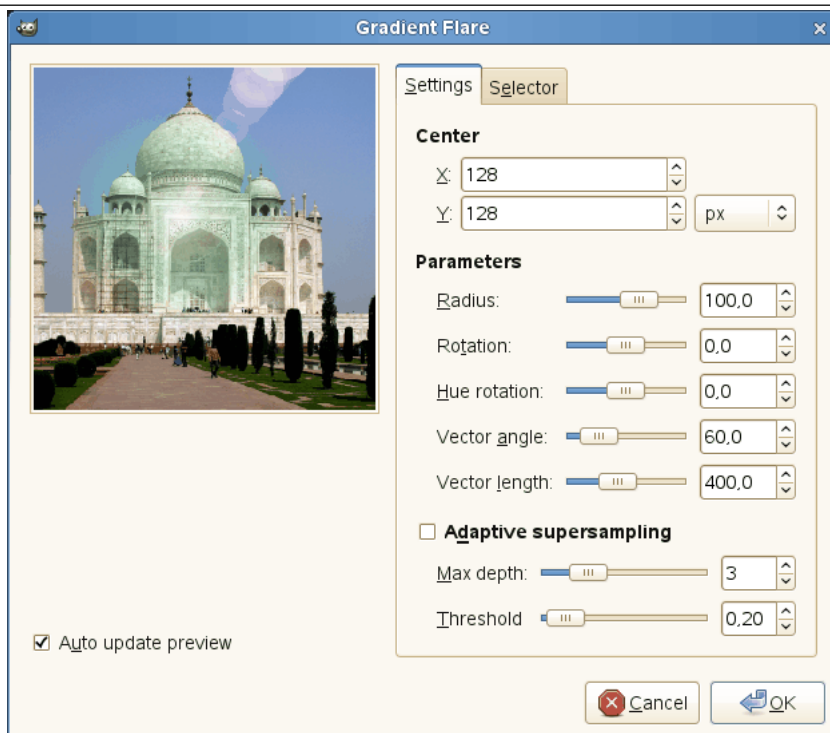 Gradient Flare
Settings Selector
Center
X: 128
Y: 128 px
Parameters
Radius: 100,0
Rotation: 0,0
Hue rotation: 0,0
Vector angle: 60,0
Vector length: 400,0
Adaptive supersampling
Max depth: 3
Threshold 0,20
Auto update preview
Cancel OK